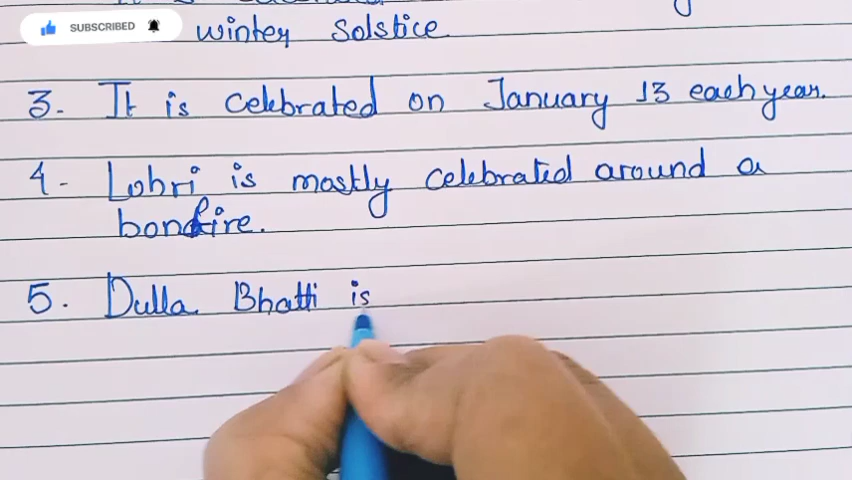 SUBSCRIBED
winter Solstice
3. It is celebrated on January 13 each year.
4- Lohri is mostly celebrated around a
bonfire.
5. Dulla Bhatti is